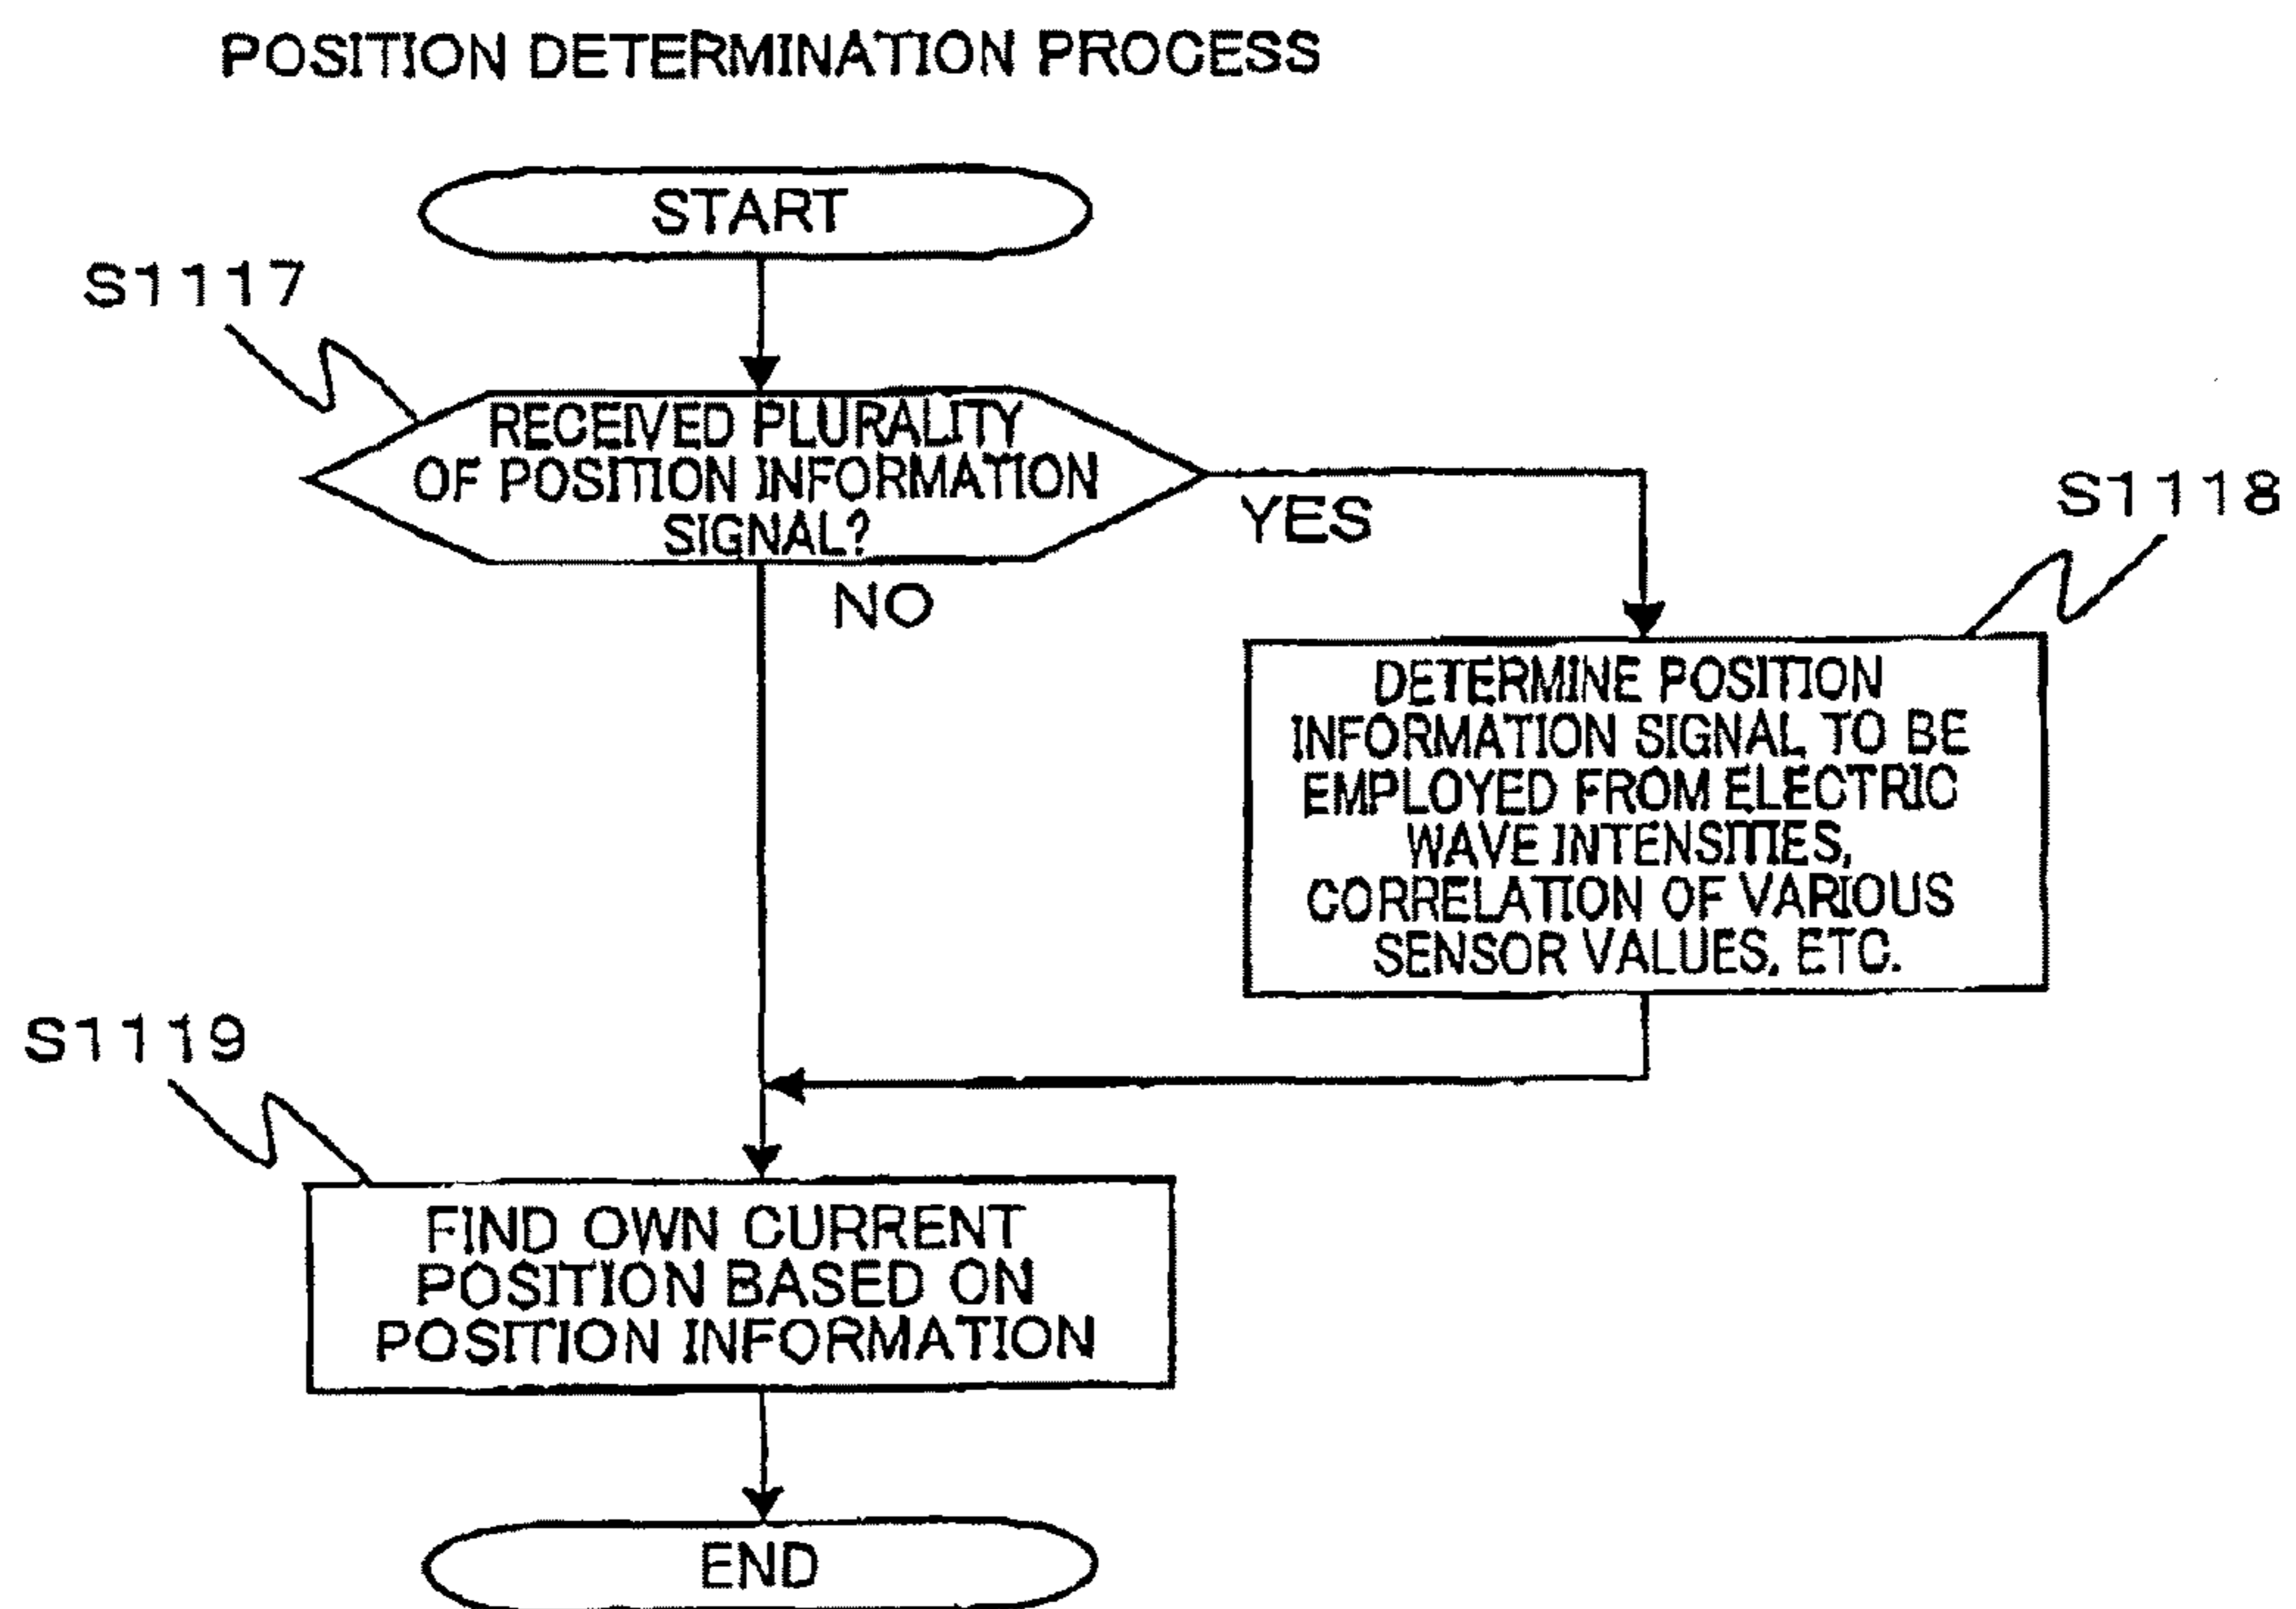 POSITION DETERMINATION PROCESS
START
S1117
RECEIVED PLURALITY
OF POSITION INFORMATION
SIGNAL?
YES
NO
S1118
DETERMINE POSITION
INFORMATION SIGNAL TO BE
EMPLOYED FROM ELECTRIC
WAVE INTENSITIES,
CORRELATION OF VARIOUS
SENSOR VALUES, ETC.
S1119
FIND OWN CURRENT
POSITION BASED ON
POSITION INFORMATION
END